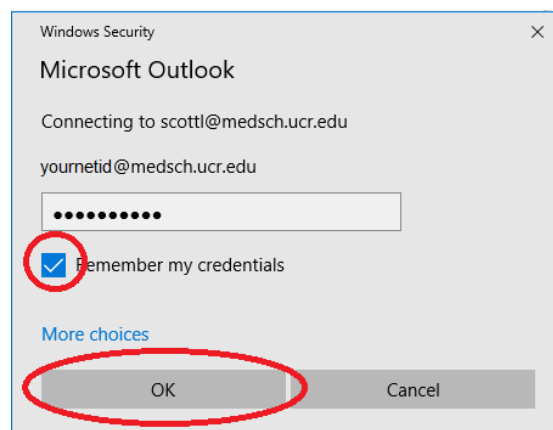 Windows Security
Microsoft Outlook
Connecting to scottl@medsch.ucr.edu
yournetid@medsch.ucr.edu
●●●●●●●●●●
Remember my credentials
More choices
OK Cancel